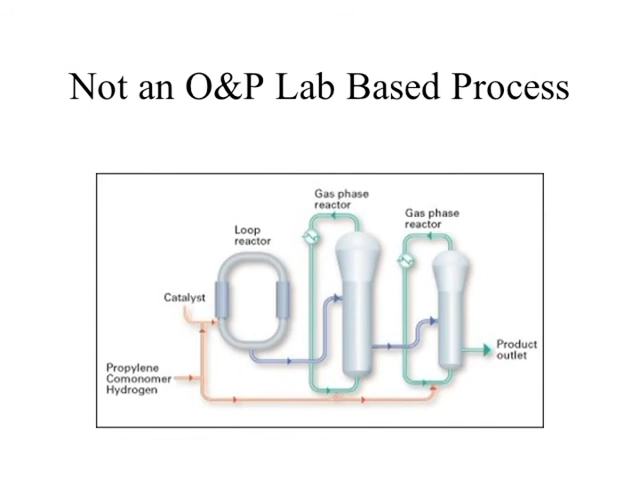 Not an O&P Lab Based Process
Gas phase
reactor
Gas phase
reactor
Loop
reactor
Catalyst
Product
outlet
Propylene
Comonomer
Hydrogen